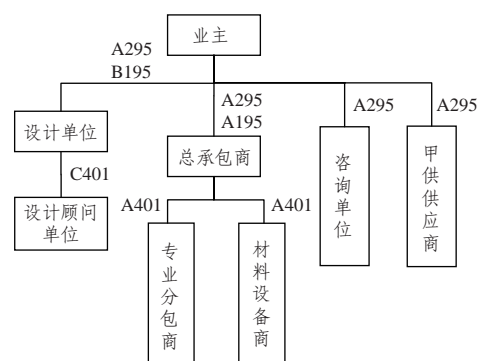 业主
A295
B195
A295
A195
A295
A295
设计单位
总承包商
咨询单位
甲供供应商
C401
A401
A401
设计顾问
单位
专业分包商
材料设备商